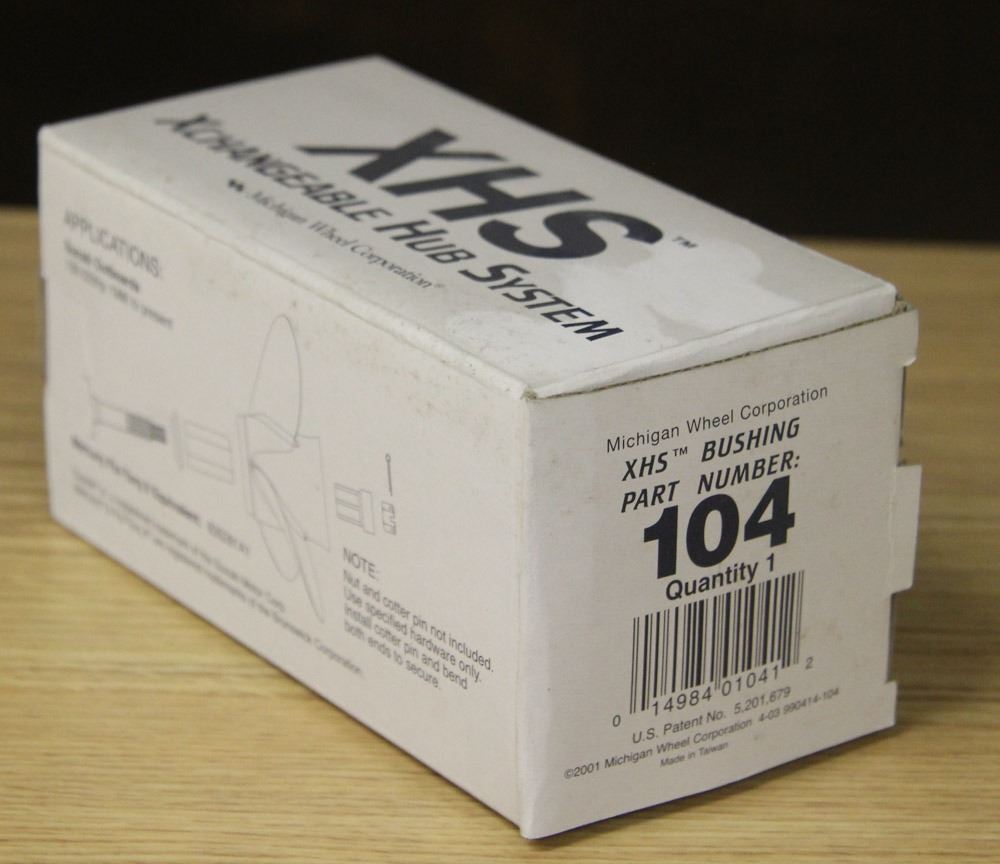 XHS™
XCHANGEABLE HUB SYSTEM
Michigan Wheel Corporation®
APPLICATIONS:
Suzuki Outboards
NOTE:
Nut and cotter pin not included.
Use specified hardware only.
Install cotter pin and bend
both ends to secure.
Michigan Wheel Corporation
XHS™ BUSHING
PART NUMBER:
104
Quantity 1
0 14984 01041 2
U.S. Patent No. 5,201,679
©2001 Michigan Wheel Corporation 4-03 990414-104
Made in Taiwan